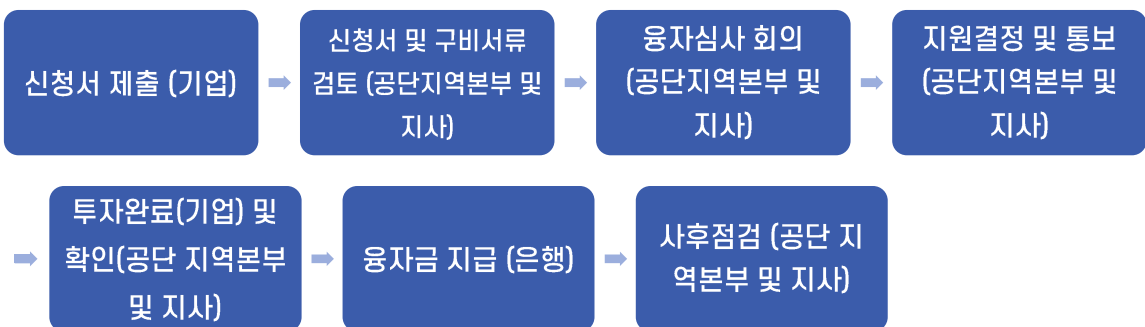 신청서 제출 (기업)
신청서 및 구비서류
검토 (공단지역본부 및
지사)
융자심사 회의
(공단지역본부 및
지사)
지원결정 및 통보
(공단지역본부 및
지사)
투자완료(기업) 및
확인(공단 지역본부
및 지사)
융자금 지급 (은행)
사후점검 (공단 지
역본부 및 지사)